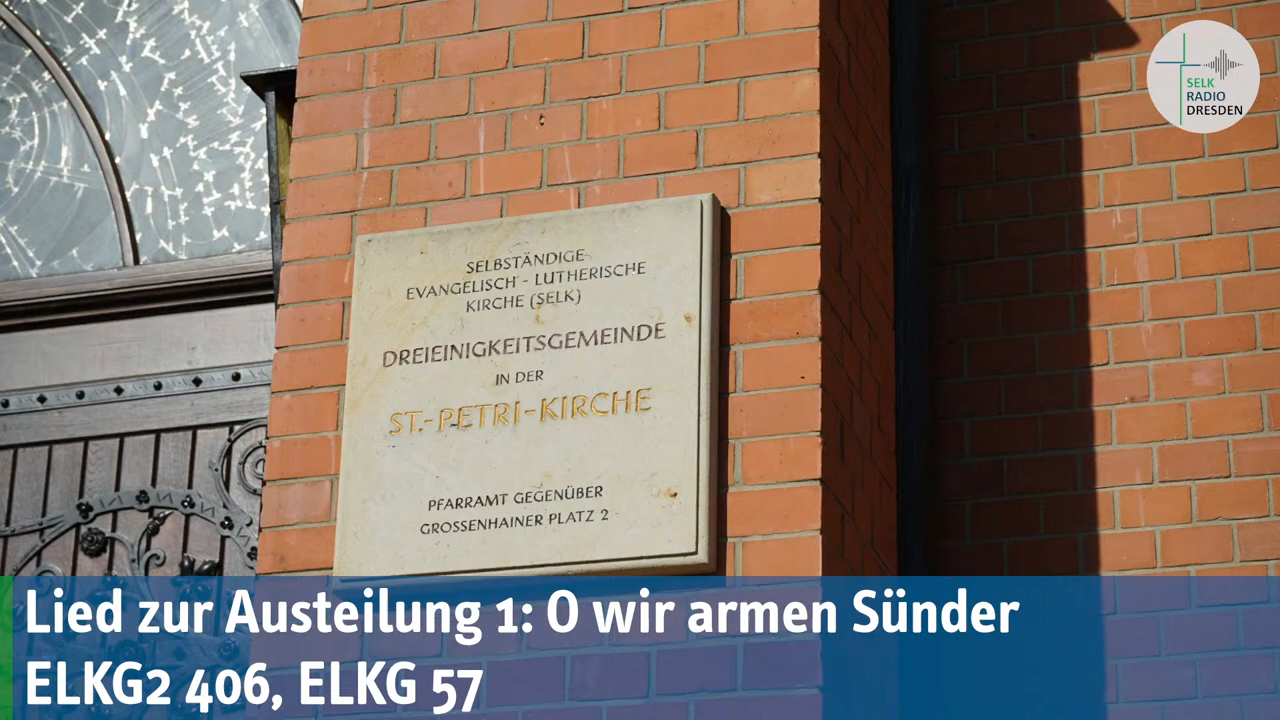 SELK
RADIO
DRESDEN
SELBSTÄNDIGE
EVANGELISCH - LUTHERISCHE
KIRCHE (SELK)
DREIEINIGKEITSGEMEINDE
IN DER
ST.-PETRI-KIRCHE
PFARRAMT GEGENÜBER
GROSSENHAINER PLATZ 2
Lied zur Austeilung 1: O wir armen Sünder
ELKG2 406, ELKG 57